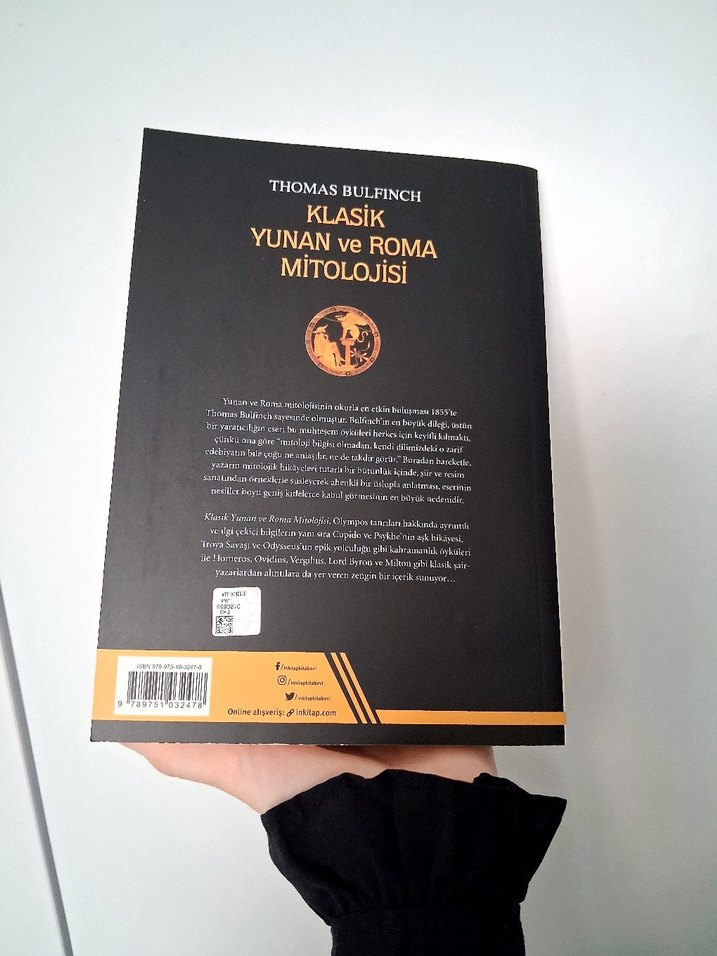 THOMAS BULFINCH
KLASİK
YUNAN ve ROMA
MİTOLOJİSİ
Yunan ve Roma mitolojisinin okurla en etkin buluşması 1855'te
Thomas Bulfinch sayesinde olmuştur. Bulfinch'in en büyük dileği, üstün
bir yaratıcılığın eseri bu muhteşem öyküleri herkes için keyifli kılmaktı,
çünkü ona göre "mitoloji bilgisi olmadan, kendi dilimizdeki o zarif
edebiyatın bile çoğu ne anlaşılır, ne de takdir görür." Buradan hareketle,
yazarın mitolojik hikâyeleri tutarlı bir bütünlük içinde, şiir ve resim
sanatından örneklerle süsleyerek ahenkli bir üslupla anlatması, eserinin
nesiller boyu geniş kitlelerce kabul görmesinin en büyük nedenidir.
Klasik Yunan ve Roma Mitolojisi, Olympos tanrıları hakkında ayrıntılı
ve ilgi çekici bilgilerin yanı sıra Cupido ve Psykhe'nin aşk hikâyesi,
Troya Savaşı ve Odysseus'un epik yolculuğu gibi kahramanlık öyküleri
ile Homeros, Ovidius, Vergilius, Lord Byron ve Milton gibi klasik şair-
yazarlardan alıntılara da yer veren zengin bir içerik sunuyor...
ISBN 978-975-10-3247-8
9 789751 032478
/inkilapkitabevi
/inkilapkitabevi
/inkilapkitabevi
Online alışveriş: inkilap.com